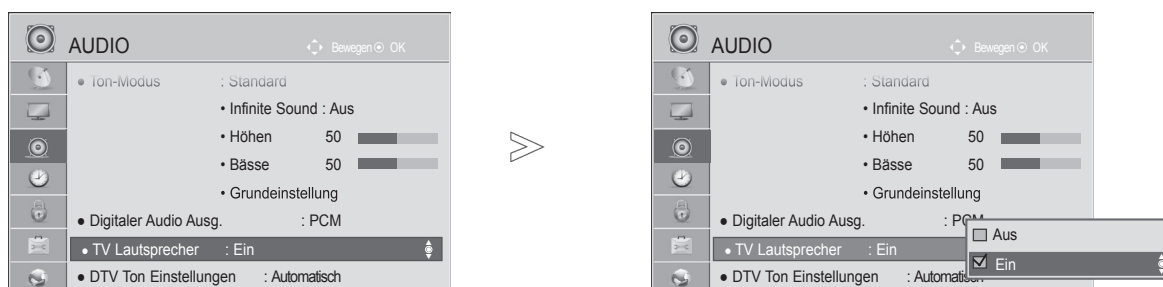 AUDIO
Bewegen OK
• Ton-Modus : Standard
• Infinite Sound : Aus
• Höhen 50
• Bässe 50
• Grundeinstellung
• Digitaler Audio Ausg. : PCM
• TV Lautsprecher : Ein
• DTV Ton Einstellungen : Automatisch
>
AUDIO
Bewegen OK
• Ton-Modus : Standard
• Infinite Sound : Aus
• Höhen 50
• Bässe 50
• Grundeinstellung
• Digitaler Audio Ausg. : PCM
• TV Lautsprecher : Ein
• DTV Ton Einstellungen : Automatisch
Aus
Ein